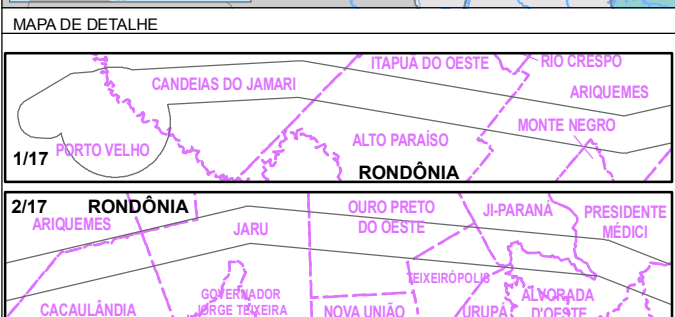 MAPA DE DETALHE
ITAPUÃ DO OESTE
RIO CRESPO
CANDEIAS DO JAMARI
ARIQUEMES
MONTE NEGRO
ALTO PARAÍSO
PORTO VELHO
1/17
RONDÔNIA
2/17
RONDÔNIA
ARIQUEMES
JARU
OURO PRETO
DO OESTE
JI-PARANÁ
PRESIDENTE
MÉDICI
TEIXEIRÓPOLIS
CACAULÂNDIA
GOVERNADOR
JORGE TEIXEIRA
NOVA UNIÃO
URUPÁ
ALVORADA
D'OESTE